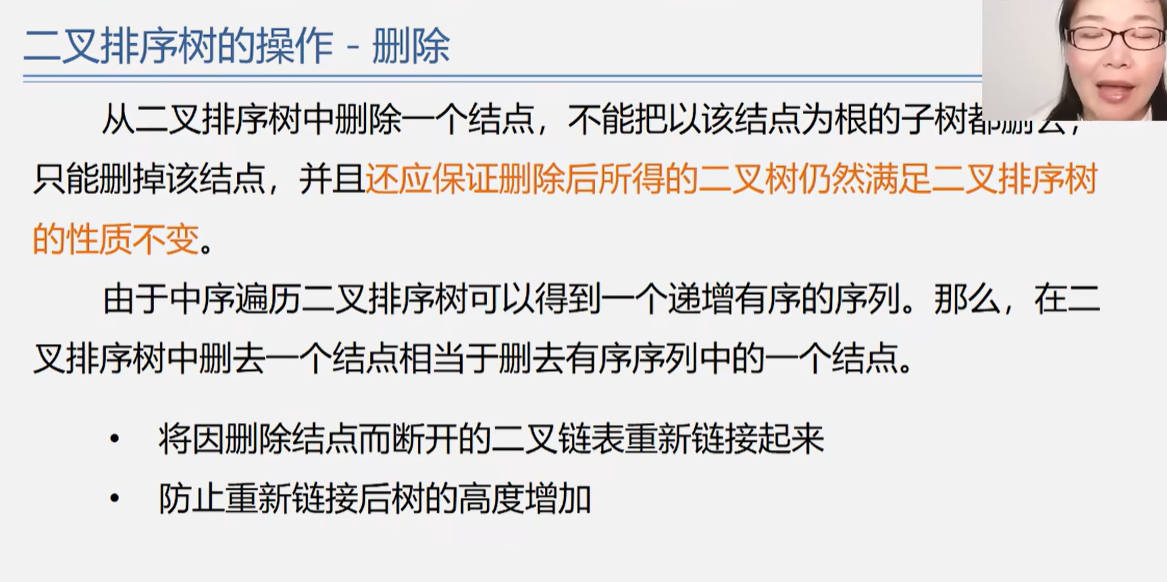 二叉排序树的操作 - 删除
从二叉排序树中删除一个结点，不能把以该结点为根的子树都删去，
只能删掉该结点，并且还应保证删除后所得的二叉树仍然满足二叉排序树
的性质不变。
由于中序遍历二叉排序树可以得到一个递增有序的序列。那么，在二
叉排序树中删去一个结点相当于删去有序序列中的一个结点。
• 将因删除结点而断开的二叉链表重新链接起来
• 防止重新链接后树的高度增加